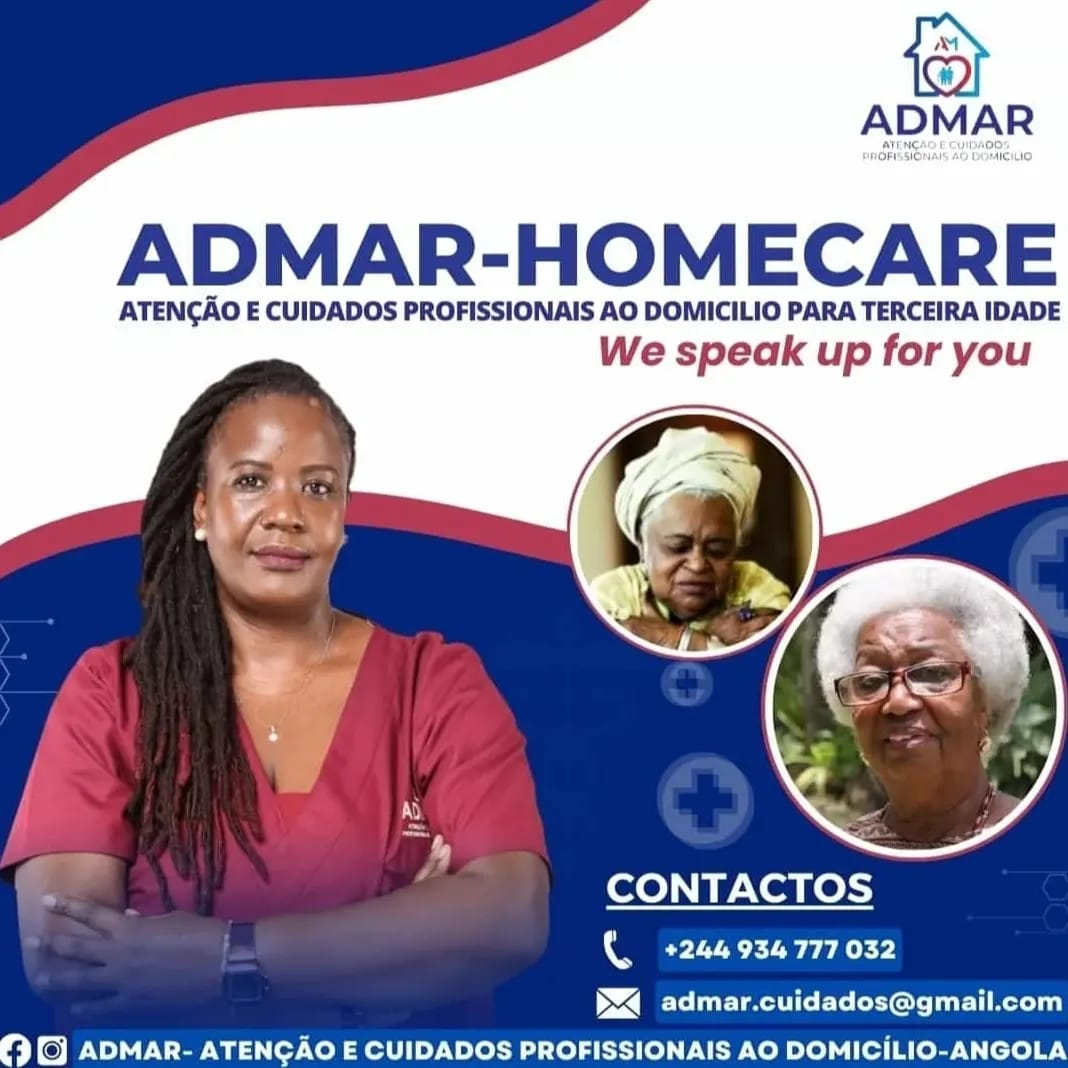 AM
ADMAR
ATENÇÃO E CUIDADOS
PROFISSIONAIS AO DOMICILIO
ADMAR-HOMECARE
ATENÇÃO E CUIDADOS PROFISSIONAIS AO DOMICILIO PARA TERCEIRA IDADE
We speak up for you
CONTACTOS
+244 934 777 032
admar.cuidados@gmail.com
ADMAR- ATENÇÃO E CUIDADOS PROFISSIONAIS AO DOMICÍLIO-ANGOLA